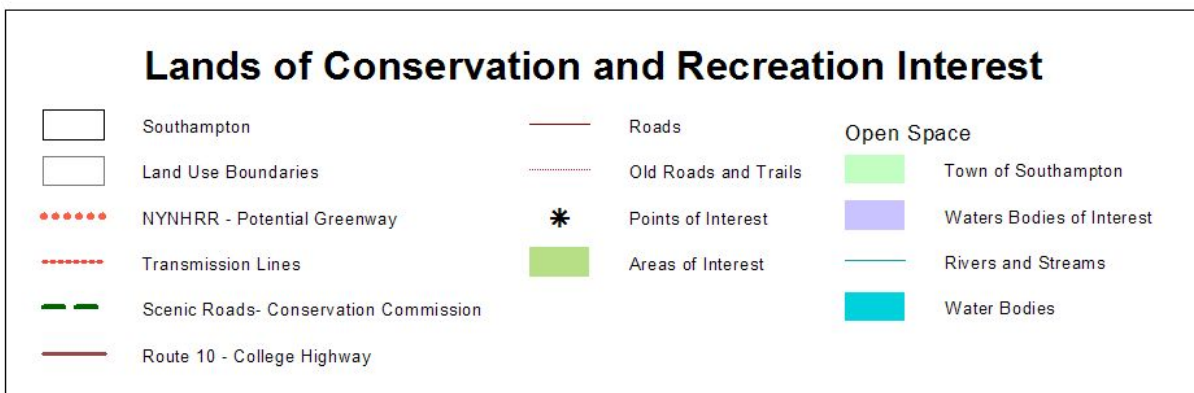 Lands of Conservation and Recreation Interest
Southampton
Land Use Boundaries
NYNHRR - Potential Greenway
Transmission Lines
Scenic Roads- Conservation Commission
Route 10 - College Highway
Roads
Old Roads and Trails
Points of Interest
Areas of Interest
Open Space
Town of Southampton
Waters Bodies of Interest
Rivers and Streams
Water Bodies